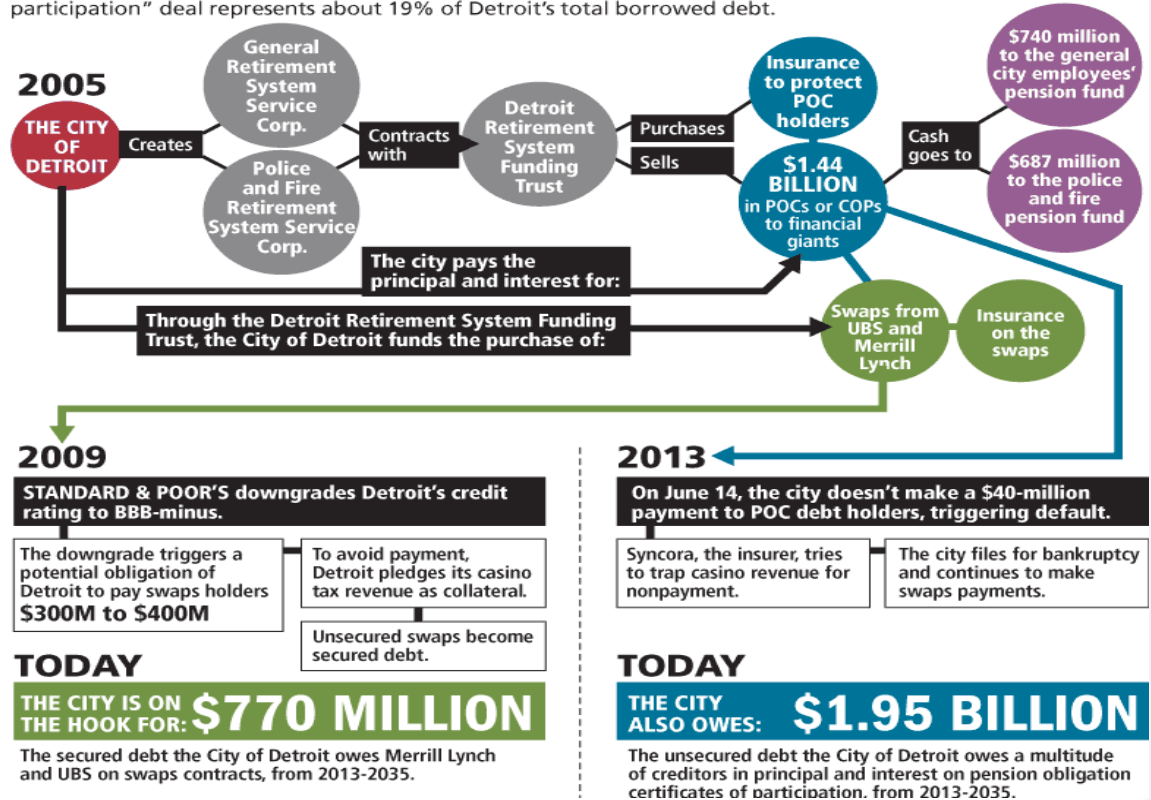 participation” deal represents about 19% of Detroit’s total borrowed debt.
2005
THE CITY
OF
DETROIT
Creates
General
Retirement
System
Service
Corp.
Police
and Fire
Retirement
System Service
Corp.
Contracts
with
Detroit
Retirement
System
Funding
Trust
Purchases
Sells
Insurance
to protect
POC
holders
$1.44
BILLION
in POCs or COPs
to financial
giants
Cash
goes to
$740 million
to the general
city employees’
pension fund
$687 million
to the police
and fire
pension fund
The city pays the
principal and interest for:
Through the Detroit Retirement System Funding
Trust, the City of Detroit funds the purchase of:
Swaps from
UBS and
Merrill
Lynch
Insurance
on the
swaps
2009
STANDARD & POOR’S downgrades Detroit’s credit
rating to BBB-minus.
The downgrade triggers a
potential obligation of
Detroit to pay swaps holders
$300M to $400M
To avoid payment,
Detroit pledges its casino
tax revenue as collateral.
Unsecured swaps become
secured debt.
TODAY
THE CITY IS ON
THE HOOK FOR: $770 MILLION
The secured debt the City of Detroit owes Merrill Lynch
and UBS on swaps contracts, from 2013-2035.
2013
On June 14, the city doesn’t make a $40-million
payment to POC debt holders, triggering default.
Syncora, the insurer, tries
to trap casino revenue for
nonpayment.
The city files for bankruptcy
and continues to make
swaps payments.
TODAY
THE CITY
ALSO OWES: $1.95 BILLION
The unsecured debt the City of Detroit owes a multitude
of creditors in principal and interest on pension obligation
certificates of participation, from 2013-2035.